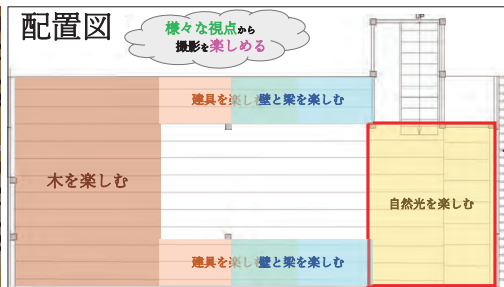 配置図
様々な視点から
撮影を楽しめる
建具を楽しむ 壁と梁を楽しむ
木を楽しむ
自然光を楽しむ
建具を楽しむ 壁と梁を楽しむ